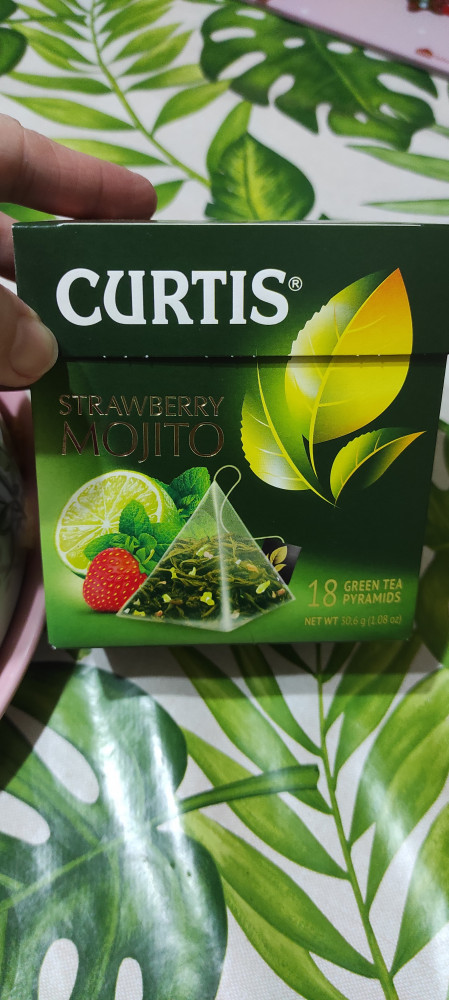 CURTIS®
STRAWBERRY
MOJITO
18 GREEN TEA
PYRAMIDS
NET WT 30,6 g (1.08 oz)